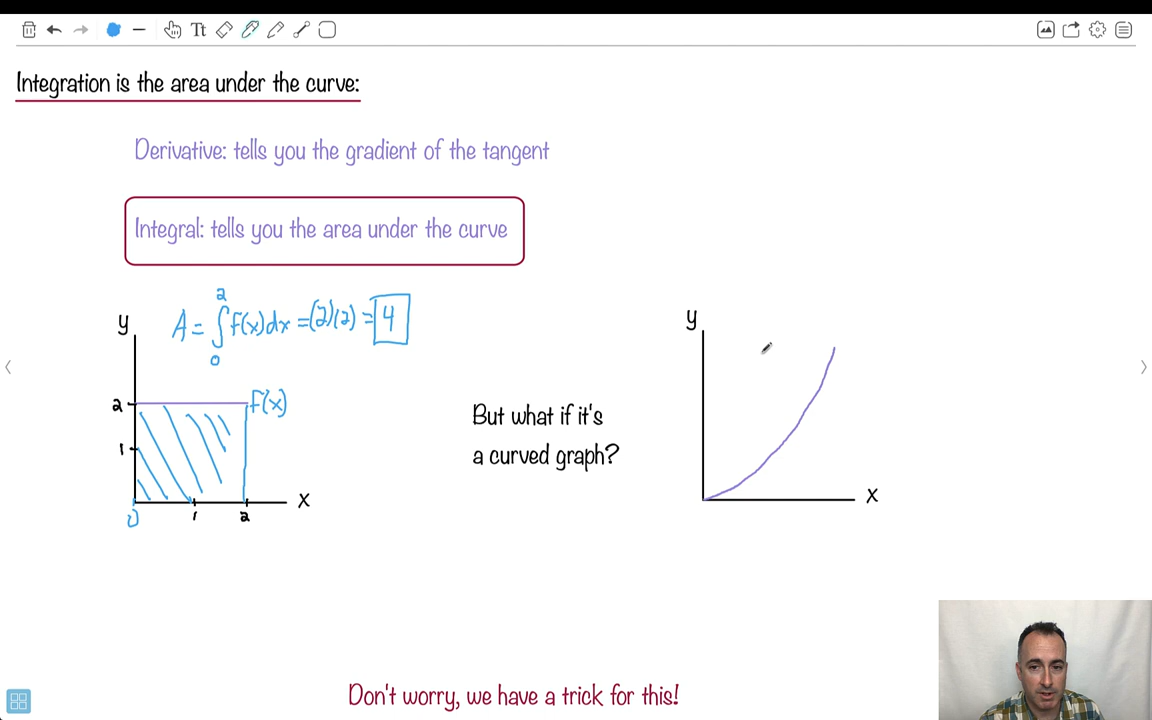 Tt
Integration is the area under the curve:
Derivative: tells you the gradient of the tangent
Integral: tells you the area under the curve
A = ∫₀² f(x)dx = (2)(2) = 4
y
2
f(x)
1
x
0 1 2
But what if it's
a curved graph?
y
x
Don't worry, we have a trick for this!